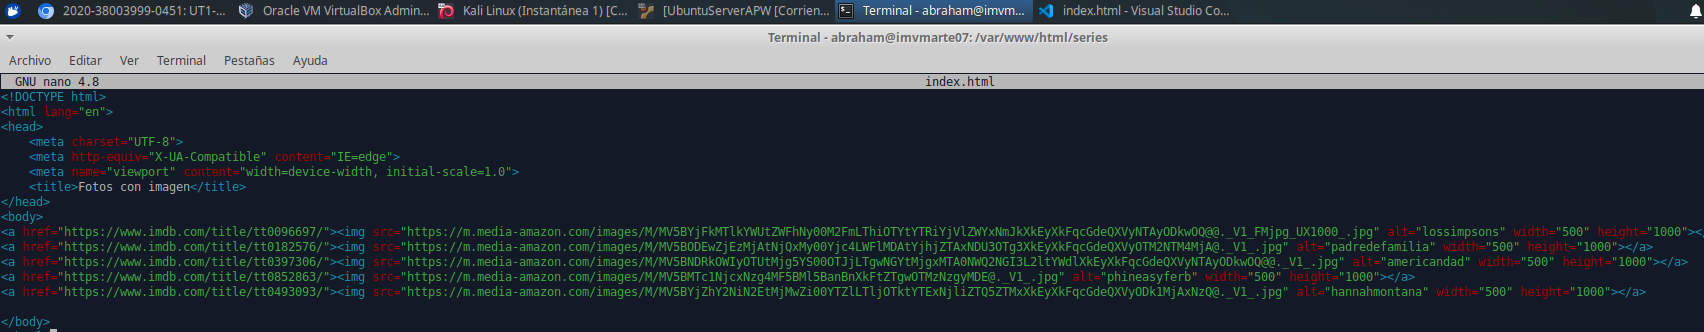 2020-38003999-0451: UT1-... Oracle VM VirtualBox Admin... Kali Linux (Instantánea 1) [C... [UbuntuServerAPW [Corrien... Terminal - abraham@imvm... index.html - Visual Studio Co...
Terminal - abraham@imvmarte07: /var/www/html/series
Archivo Editar Ver Terminal Pestañas Ayuda
GNU nano 4.8 index.html
<!DOCTYPE html>
<html lang="en">
<head>
<meta charset="UTF-8">
<meta http-equiv="X-UA-Compatible" content="IE=edge">
<meta name="viewport" content="width=device-width, initial-scale=1.0">
<title>Fotos con imagen</title>
</head>
<body>
<a href="https://www.imdb.com/title/tt0096697/"><img src="https://m.media-amazon.com/images/M/MV5BYjFkMTlkYWUtZWFhNy00M2FmLThiOTYtYTRiYjVlZWYxNmJkXkEyXkFqcGdeQXVyNTAyODkwOQ@@._V1_FMjpg_UX1000_.jpg" alt="lossimpsons" width="500" height="1000"></a>
<a href="https://www.imdb.com/title/tt0182576/"><img src="https://m.media-amazon.com/images/M/MV5BODEwZjEzMjAtNjQxMy00Yjc4LWFlMDAtYjhjZTAxNDU3OTg3XkEyXkFqcGdeQXVyOTM2NTM4MjA@._V1_.jpg" alt="padredefamilia" width="500" height="1000"></a>
<a href="https://www.imdb.com/title/tt0397306/"><img src="https://m.media-amazon.com/images/M/MV5BNDRkOWIyOTUtMjg5YS00OTJjLTgwNGYtMjgxMTA0NWQ2NGI3L2ltYWdlXkEyXkFqcGdeQXVyNTAyODkwOQ@@._V1_.jpg" alt="americandad" width="500" height="1000"></a>
<a href="https://www.imdb.com/title/tt0852863/"><img src="https://m.media-amazon.com/images/M/MV5BMTc1NjcxNzg4MF5BMl5BanBnXkFtZTgwOTMzNzgyMDE@._V1_.jpg" alt="phineasyferb" width="500" height="1000"></a>
<a href="https://www.imdb.com/title/tt0493093/"><img src="https://m.media-amazon.com/images/M/MV5BYjZhY2NiN2EtMjMwZi00YTZlLTljOTktYTExNjliZTQ5ZTMxXkEyXkFqcGdeQXVyODk1MjAxNzQ@._V1_.jpg" alt="hannahmontana" width="500" height="1000"></a>
</body>